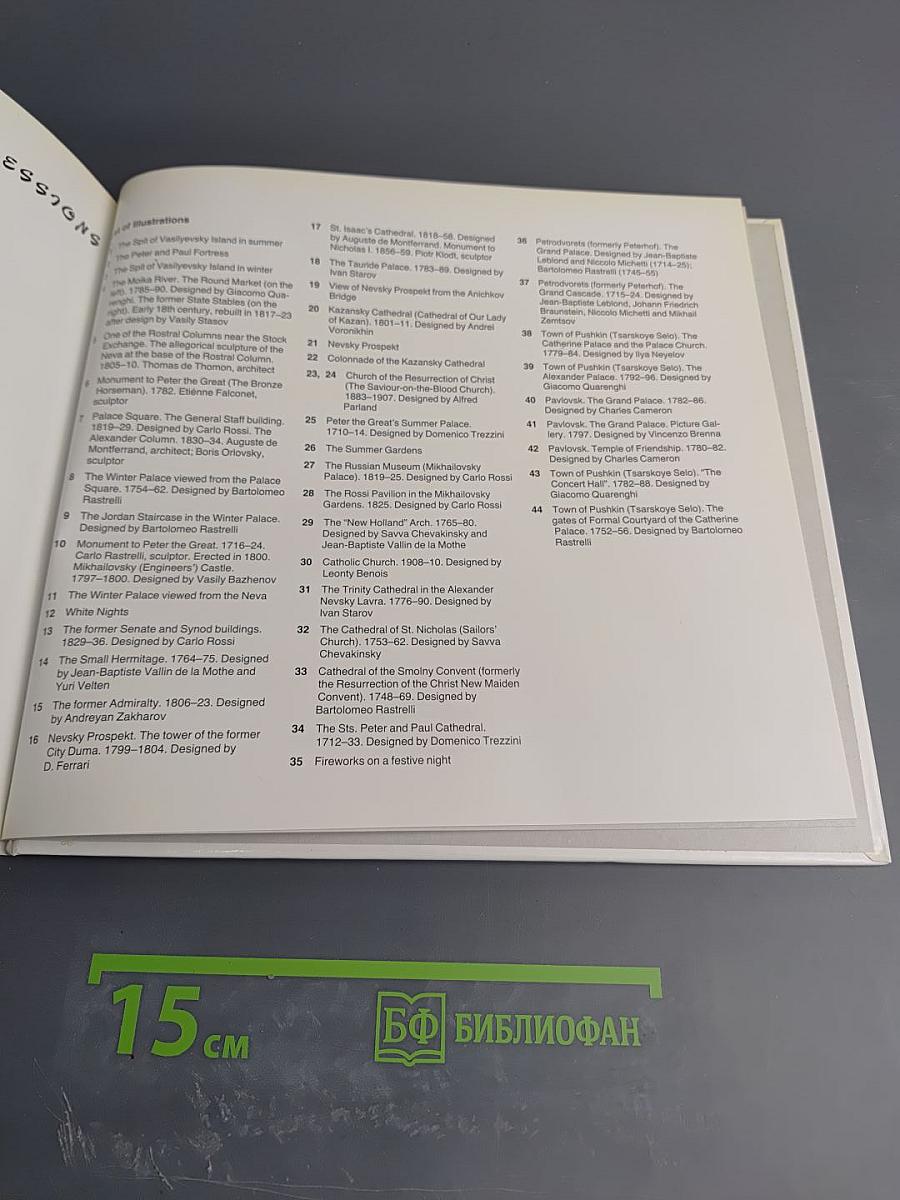 ESSIONS
of Illustrations
The Spit of Vasilyevsky Island in summer
The Peter and Paul Fortress
The Spit of Vasilyevsky Island in winter
The Moika River. The Round Market (on the
left). 1785–90. Designed by Giacomo Qua-
renghi. The former State Stables (on the
right). Early 18th century, rebuilt in 1817–23
after design by Vasily Stasov
5 One of the Rostral Columns near the Stock
Exchange. The allegorical sculpture of the
Neva at the base of the Rostral Column.
1805–10. Thomas de Thomon, architect
6 Monument to Peter the Great (The Bronze
Horseman). 1782. Etiénne Falconet,
sculptor
7 Palace Square. The General Staff building.
1819–29. Designed by Carlo Rossi. The
Alexander Column. 1830–34. Auguste de
Montferrand, architect; Boris Orlovsky,
sculptor
8 The Winter Palace viewed from the Palace
Square. 1754–62. Designed by Bartolomeo
Rastrelli
9 The Jordan Staircase in the Winter Palace.
Designed by Bartolomeo Rastrelli
10 Monument to Peter the Great. 1716–24.
Carlo Rastrelli, sculptor. Erected in 1800.
Mikhailovsky (Engineers') Castle.
1797–1800. Designed by Vasily Bazhenov
11 The Winter Palace viewed from the Neva
12 White Nights
13 The former Senate and Synod buildings.
1829–36. Designed by Carlo Rossi
14 The Small Hermitage. 1764–75. Designed
by Jean-Baptiste Vallin de la Mothe and
Yuri Velten
15 The former Admiralty. 1806–23. Designed
by Andreyan Zakharov
16 Nevsky Prospekt. The tower of the former
City Duma. 1799–1804. Designed by
D. Ferrari
17 St. Isaac's Cathedral. 1818–58. Designed
by Auguste de Montferrand. Monument to
Nicholas I. 1856–59. Piotr Klodt, sculptor
18 The Tauride Palace. 1783–89. Designed by
Ivan Starov
19 View of Nevsky Prospekt from the Anichkov
Bridge
20 Kazansky Cathedral (Cathedral of Our Lady
of Kazan). 1801–11. Designed by Andrei
Voronikhin
21 Nevsky Prospekt
22 Colonnade of the Kazansky Cathedral
23, 24 Church of the Resurrection of Christ
(The Saviour-on-the-Blood Church).
1883–1907. Designed by Alfred
Parland
25 Peter the Great's Summer Palace.
1710–14. Designed by Domenico Trezzini
26 The Summer Gardens
27 The Russian Museum (Mikhailovsky
Palace). 1819–25. Designed by Carlo Rossi
28 The Rossi Pavilion in the Mikhailovsky
Gardens. 1825. Designed by Carlo Rossi
29 The "New Holland" Arch. 1765–80.
Designed by Savva Chevakinsky and
Jean-Baptiste Vallin de la Mothe
30 Catholic Church. 1908–10. Designed by
Leonty Benois
31 The Trinity Cathedral in the Alexander
Nevsky Lavra. 1776–90. Designed by
Ivan Starov
32 The Cathedral of St. Nicholas (Sailors'
Church). 1753–62. Designed by Savva
Chevakinsky
33 Cathedral of the Smolny Convent (formerly
the Resurrection of the Christ New Maiden
Convent). 1748–69. Designed by
Bartolomeo Rastrelli
34 The Sts. Peter and Paul Cathedral.
1712–33. Designed by Domenico Trezzini
35 Fireworks on a festive night
36 Petrodvorets (formerly Peterhof). The
Grand Palace. Designed by Jean-Baptiste
Leblond and Niccolo Michetti (1714–25);
Bartolomeo Rastrelli (1745–55)
37 Petrodvorets (formerly Peterhof). The
Grand Cascade. 1715–24. Designed by
Jean-Baptiste Leblond, Johann Friedrich
Braunstein, Niccolo Michetti and Mikhail
Zemtsov
38 Town of Pushkin (Tsarskoye Selo). The
Catherine Palace and the Palace Church.
1779–84. Designed by Ilya Neyelov
39 Town of Pushkin (Tsarskoye Selo). The
Alexander Palace. 1792–96. Designed by
Giacomo Quarenghi
40 Pavlovsk. The Grand Palace. 1782–86.
Designed by Charles Cameron
41 Pavlovsk. The Grand Palace. Picture Gal-
lery. 1797. Designed by Vincenzo Brenna
42 Pavlovsk. Temple of Friendship. 1780–82.
Designed by Charles Cameron
43 Town of Pushkin (Tsarskoye Selo). "The
Concert Hall". 1782–88. Designed by
Giacomo Quarenghi
44 Town of Pushkin (Tsarskoye Selo). The
gates of Formal Courtyard of the Catherine
Palace. 1752–56. Designed by Bartolomeo
Rastrelli
15 см
БФ БИБЛИОФАН